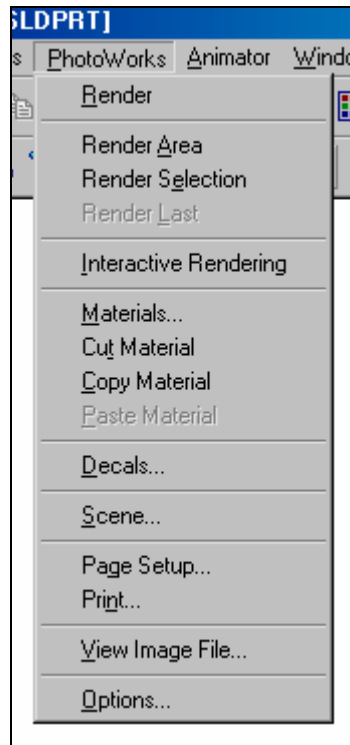 SLDPRT]
s PhotoWorks Animator Windo
Render
Render Area
Render Selection
Render Last
Interactive Rendering
Materials...
Cut Material
Copy Material
Paste Material
Decals...
Scene...
Page Setup...
Print...
View Image File...
Options...